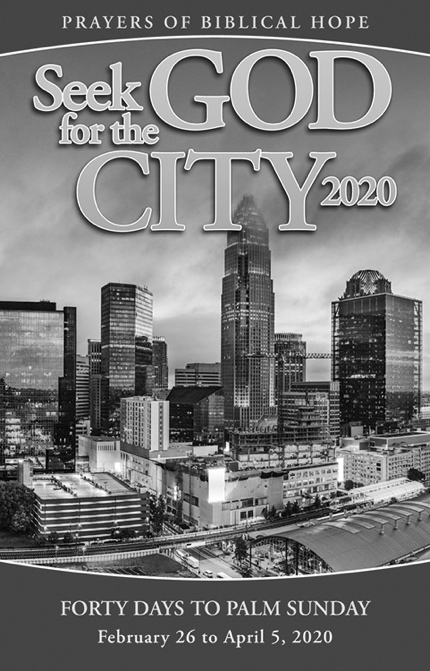 PRAYERS OF BIBLICAL HOPE
Seek GOD
for the
CITY 2020
FORTY DAYS TO PALM SUNDAY
February 26 to April 5, 2020